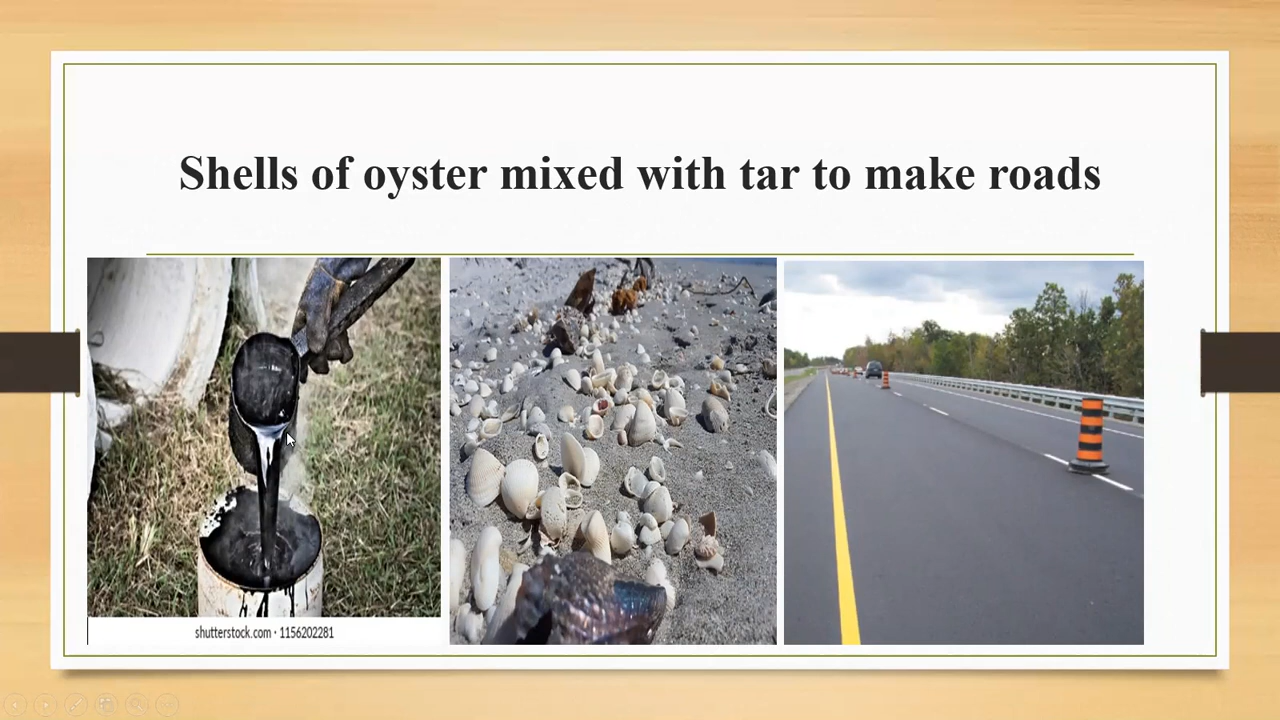 Shells of oyster mixed with tar to make roads
shutterstock.com · 1156202281